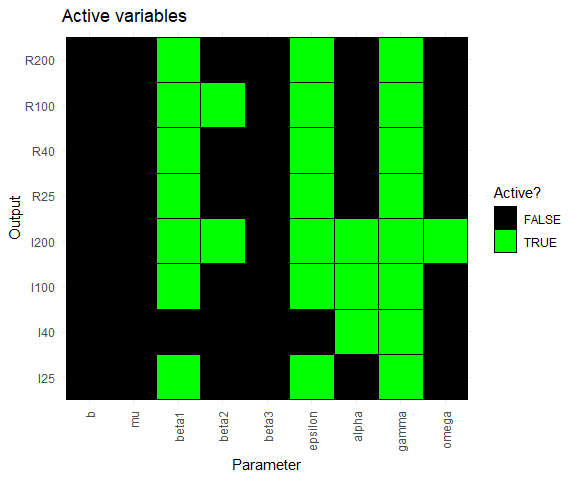 Active variables
R200
R100
R40
R25
I200
I100
I40
I25
Output
b
mu
beta1
beta2
beta3
epsilon
alpha
gamma
omega
Parameter
Active?
FALSE
TRUE